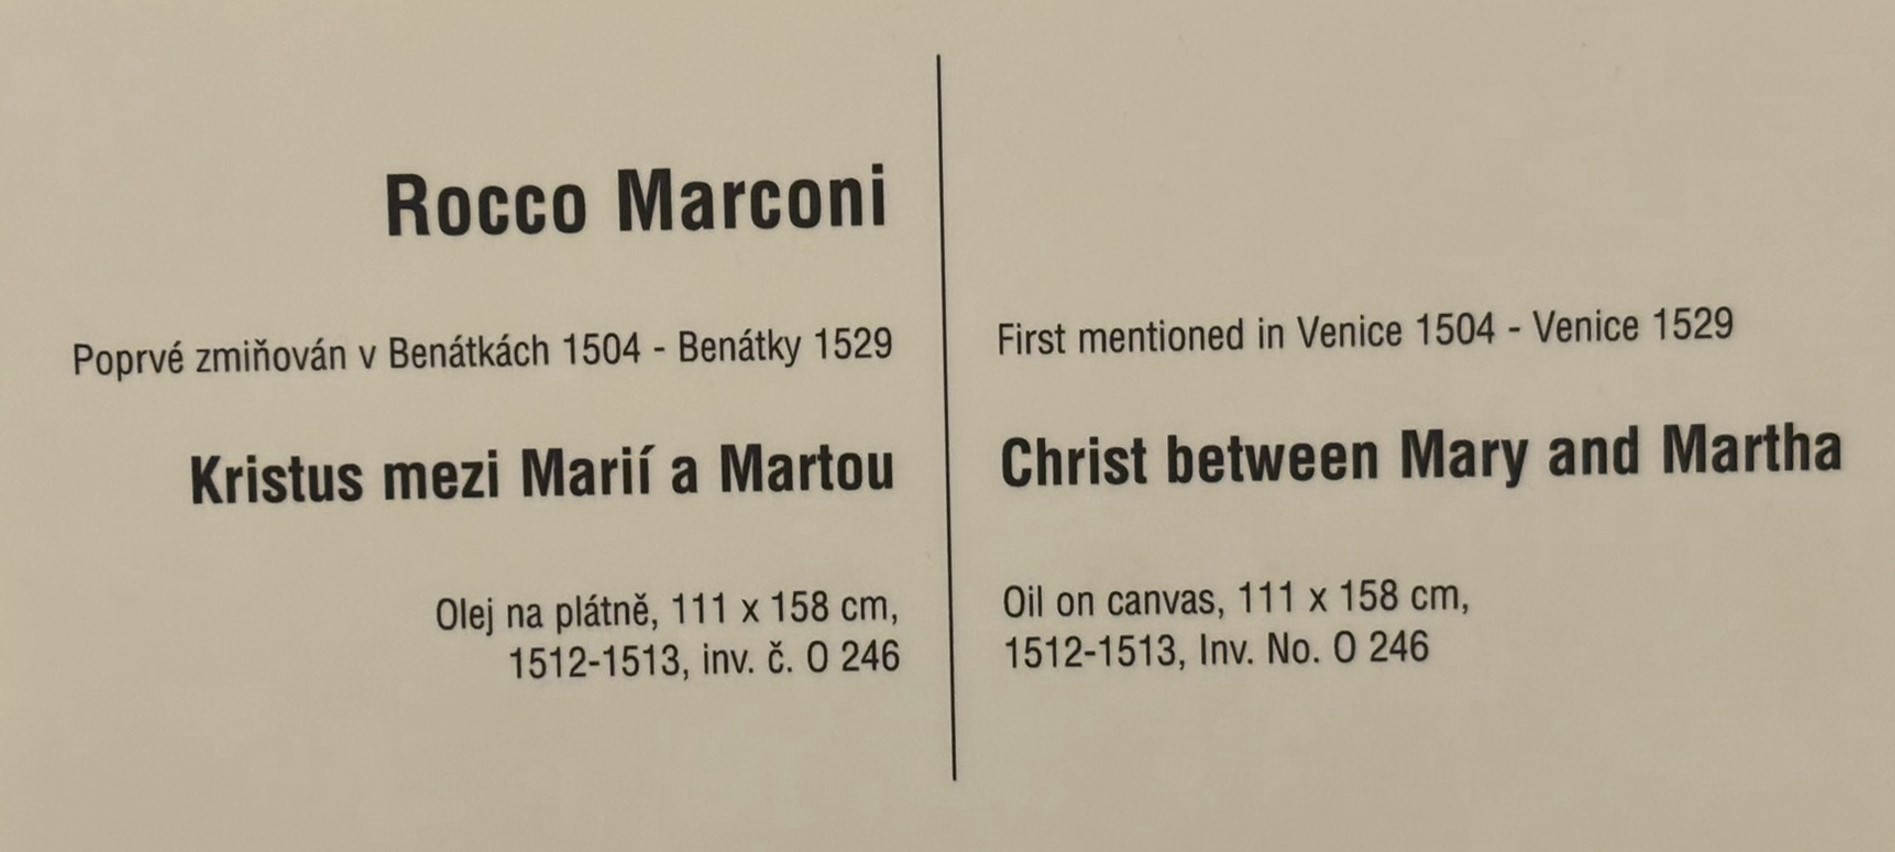 Rocco Marconi
Poprvé zmiňován v Benátkách 1504 - Benátky 1529
Kristus mezi Marií a Martou
Olej na plátně, 111 x 158 cm,
1512-1513, inv. č. O 246
First mentioned in Venice 1504 - Venice 1529
Christ between Mary and Martha
Oil on canvas, 111 x 158 cm,
1512-1513, Inv. No. O 246